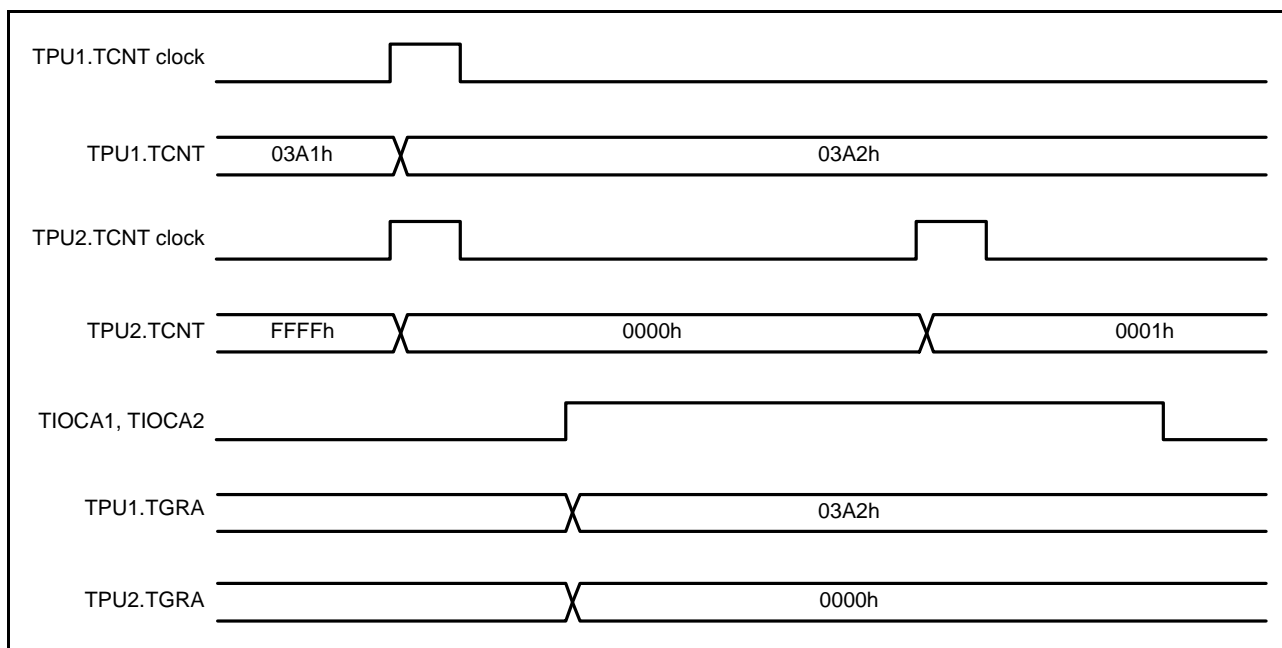 TPU1.TCNT clock
TPU1.TCNT 03A1h 03A2h
TPU2.TCNT clock
TPU2.TCNT FFFFh 0000h 0001h
TIOCA1, TIOCA2
TPU1.TGRA 03A2h
TPU2.TGRA 0000h